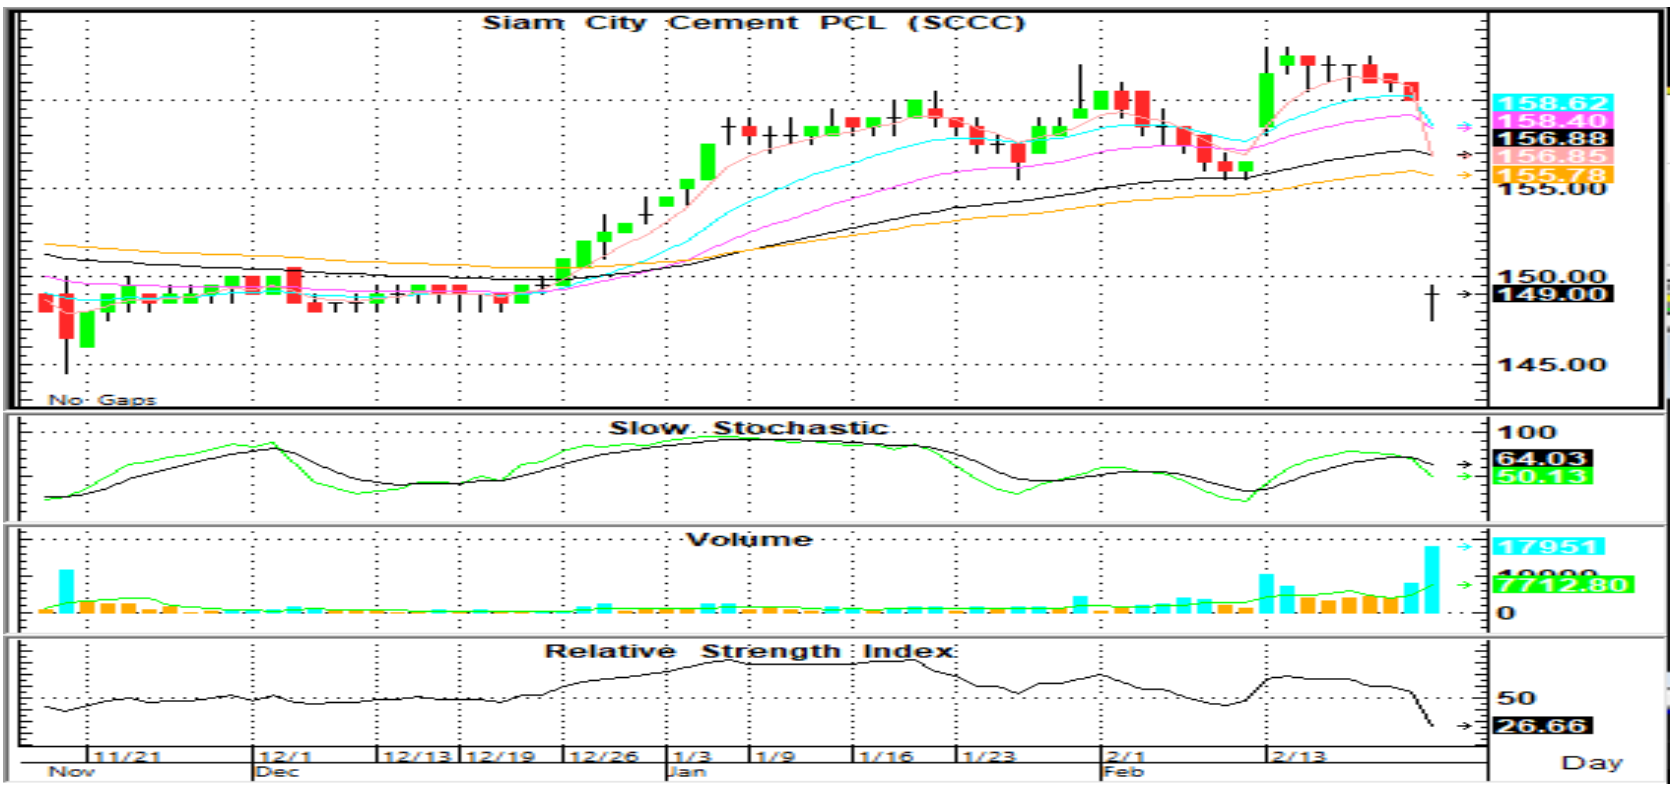 Siam City Cement PCL (SCCC)
158.62
158.40
156.88
156.85
155.78
155.00
150.00
149.00
145.00
No Gaps
Slow Stochastic
100
64.03
50.13
Volume
17951
10000
7712.80
0
Relative Strength Index
50
26.66
11/21 12/1 12/13 12/19 12/26 1/3 1/9 1/16 1/23 2/1 2/13 Day
Nov Dec Jan Feb